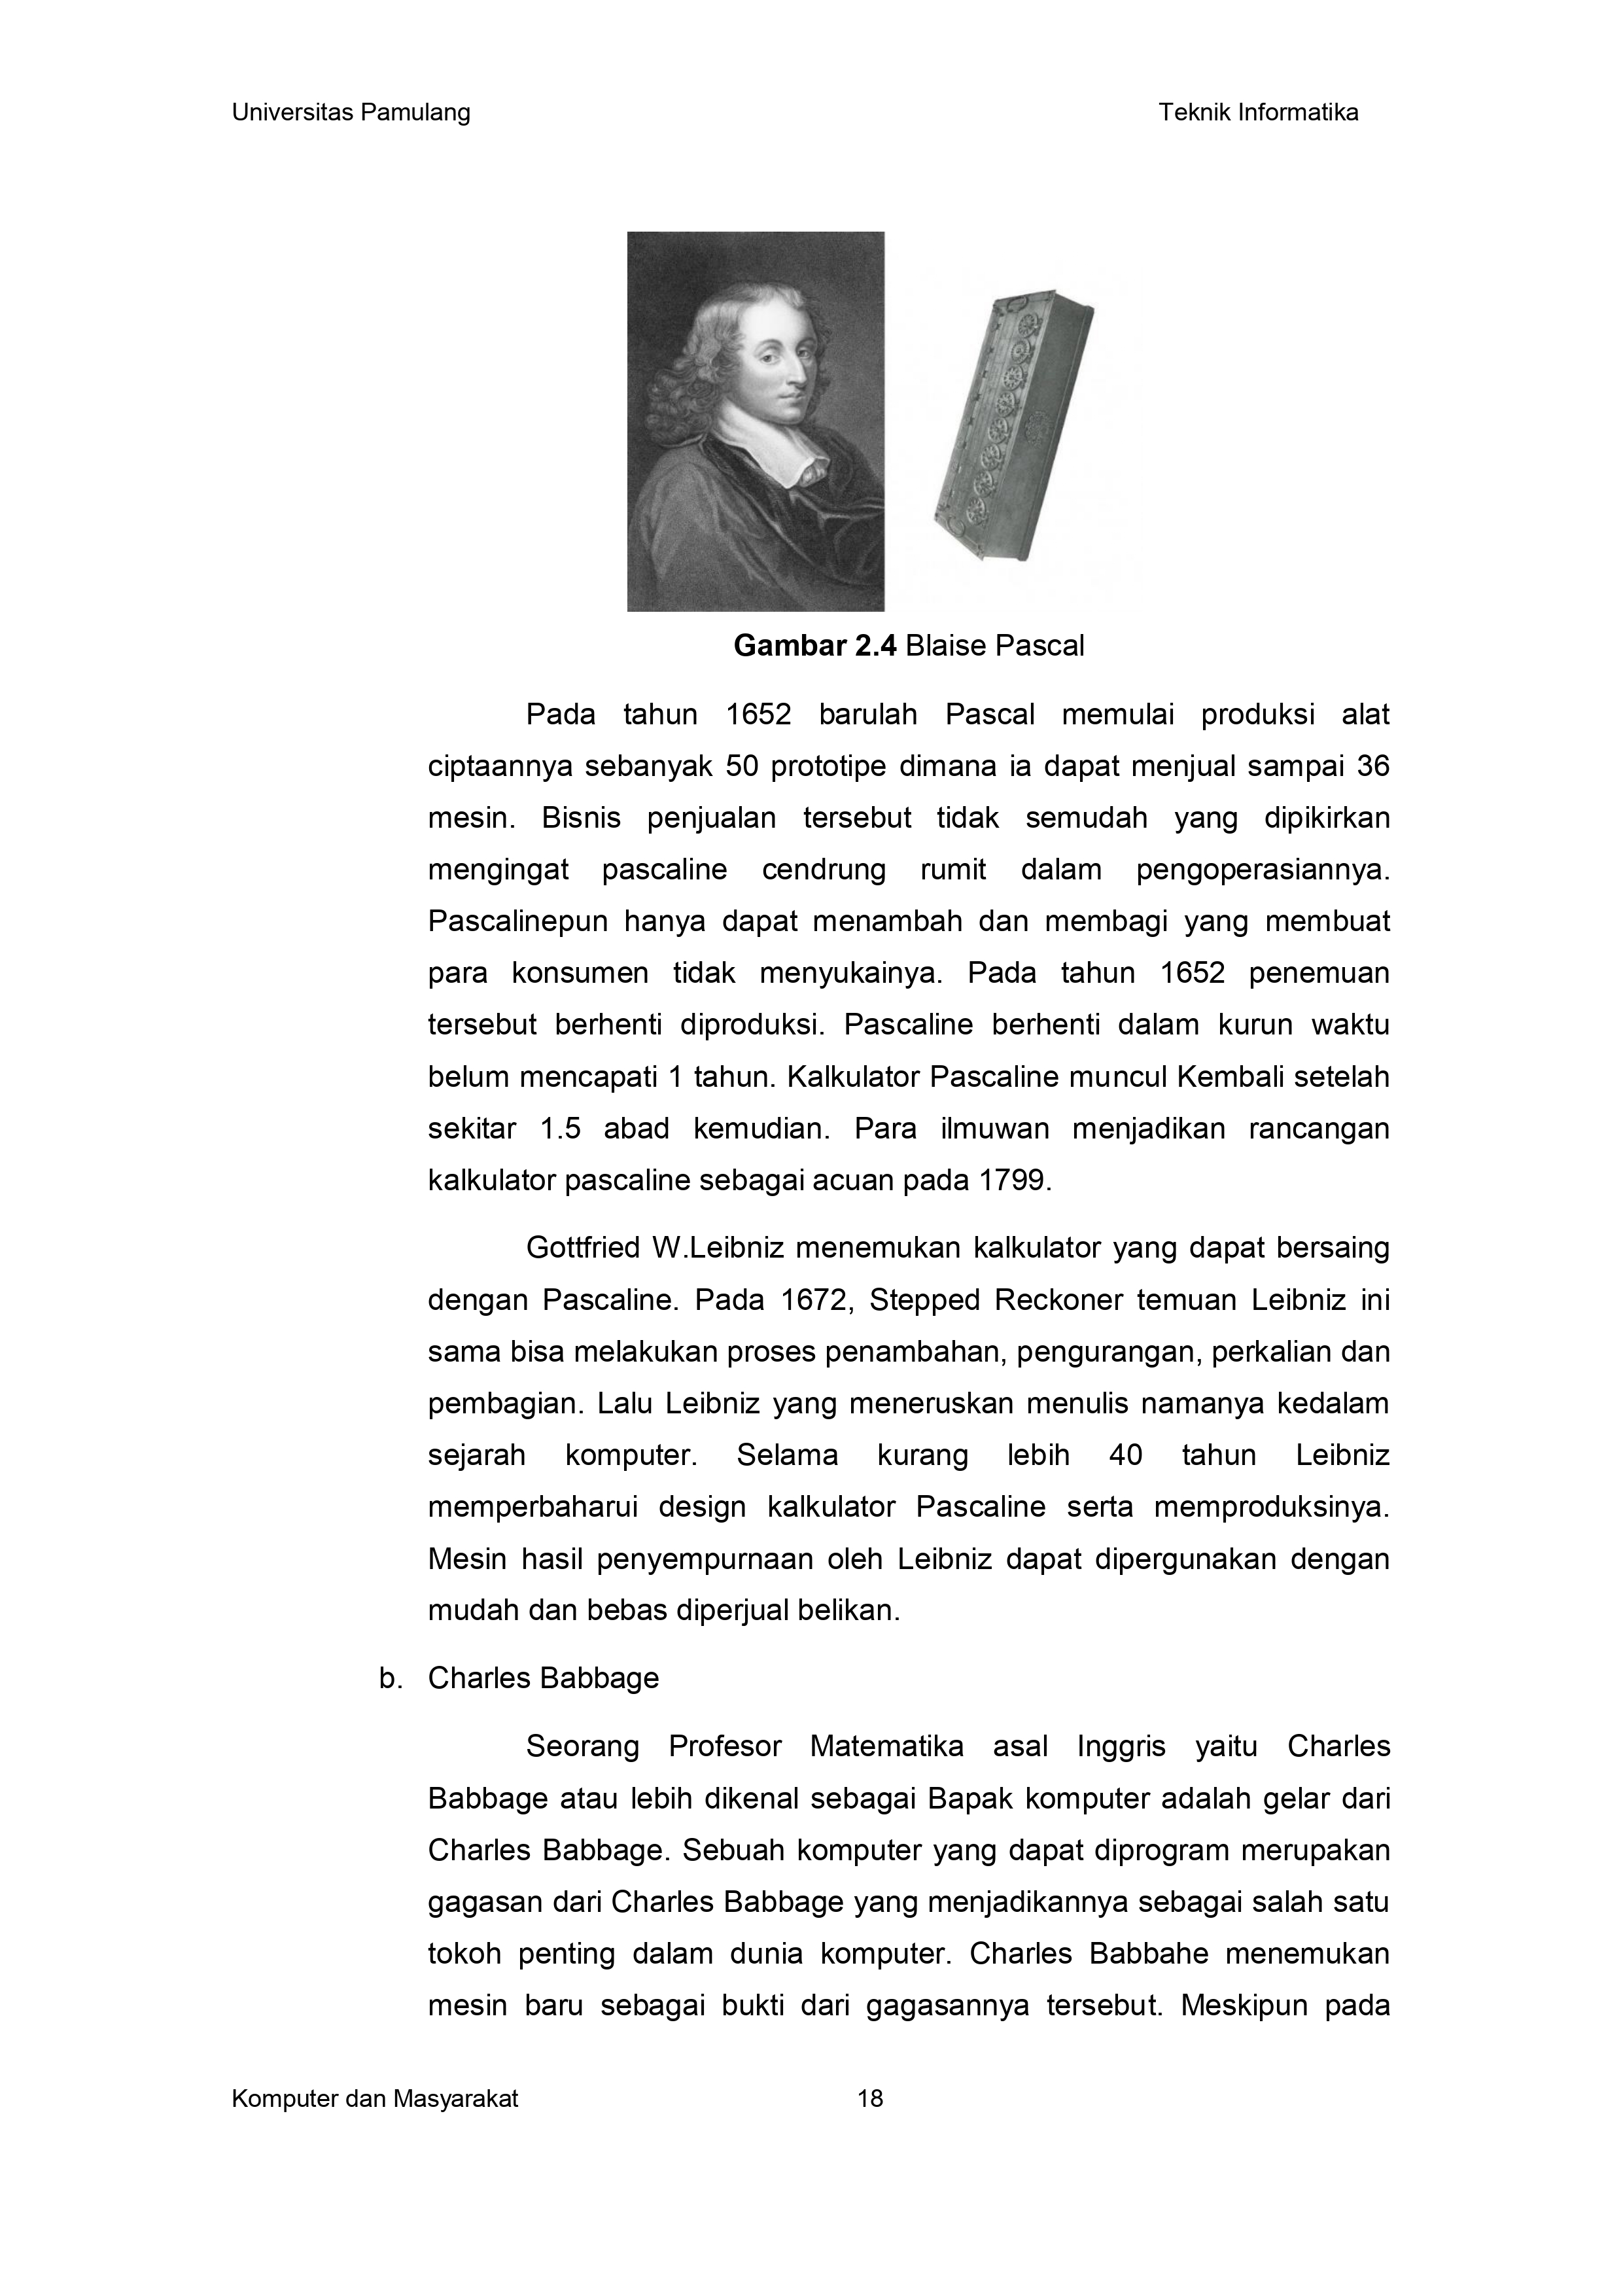 Universitas Pamulang Teknik Informatika
Gambar 2.4 Blaise Pascal
Pada tahun 1652 barulah Pascal memulai produksi alat
ciptaannya sebanyak 50 prototipe dimana ia dapat menjual sampai 36
mesin. Bisnis penjualan tersebut tidak semudah yang dipikirkan
mengingat pascaline cendrung rumit dalam pengoperasiannya.
Pascalinepun hanya dapat menambah dan membagi yang membuat
para konsumen tidak menyukainya. Pada tahun 1652 penemuan
tersebut berhenti diproduksi. Pascaline berhenti dalam kurun waktu
belum mencapati 1 tahun. Kalkulator Pascaline muncul Kembali setelah
sekitar 1.5 abad kemudian. Para ilmuwan menjadikan rancangan
kalkulator pascaline sebagai acuan pada 1799.
Gottfried W.Leibniz menemukan kalkulator yang dapat bersaing
dengan Pascaline. Pada 1672, Stepped Reckoner temuan Leibniz ini
sama bisa melakukan proses penambahan, pengurangan, perkalian dan
pembagian. Lalu Leibniz yang meneruskan menulis namanya kedalam
sejarah komputer. Selama kurang lebih 40 tahun Leibniz
memperbaharui design kalkulator Pascaline serta memproduksinya.
Mesin hasil penyempurnaan oleh Leibniz dapat dipergunakan dengan
mudah dan bebas diperjual belikan.
b. Charles Babbage
Seorang Profesor Matematika asal Inggris yaitu Charles
Babbage atau lebih dikenal sebagai Bapak komputer adalah gelar dari
Charles Babbage. Sebuah komputer yang dapat diprogram merupakan
gagasan dari Charles Babbage yang menjadikannya sebagai salah satu
tokoh penting dalam dunia komputer. Charles Babbahe menemukan
mesin baru sebagai bukti dari gagasannya tersebut. Meskipun pada
Komputer dan Masyarakat 18